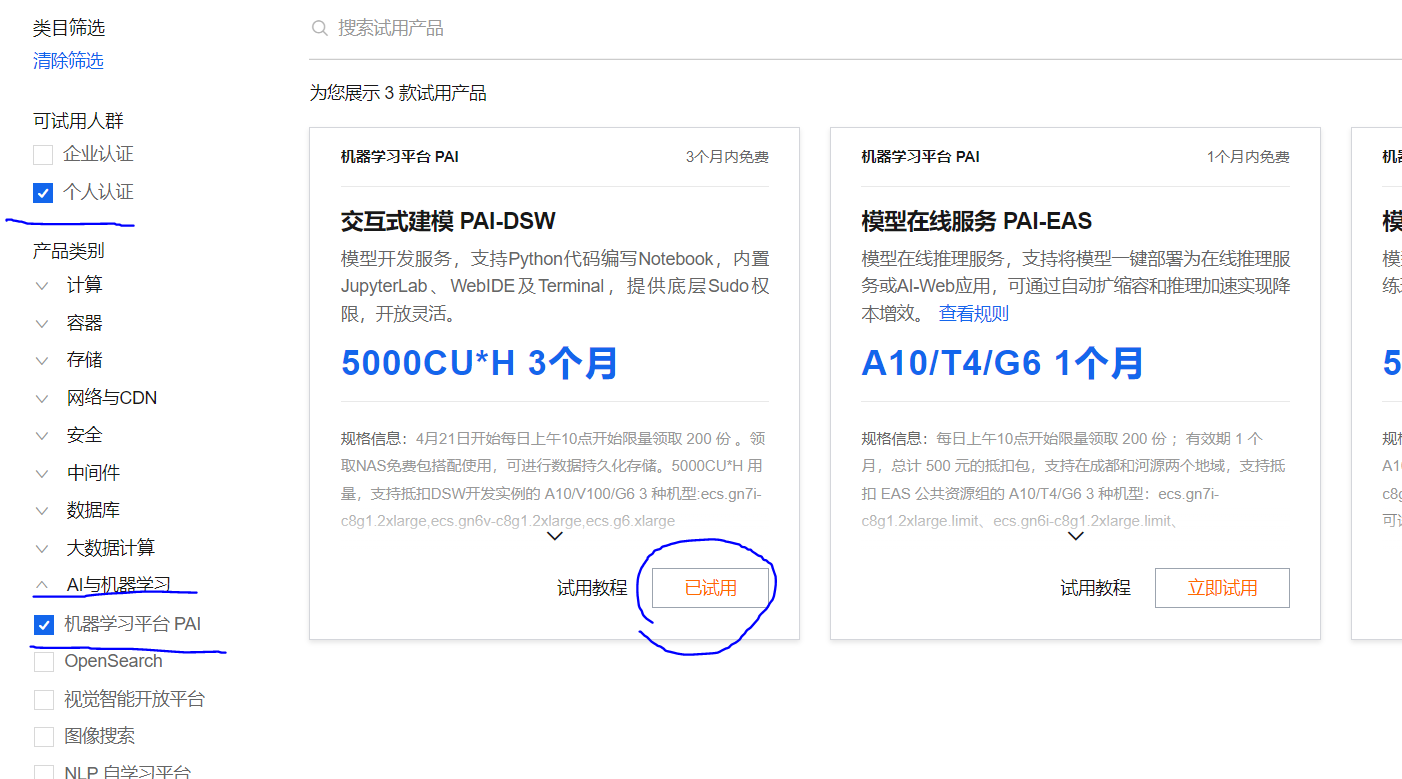 类目筛选
清除筛选
可试用人群
企业认证
个人认证
产品类别
计算
容器
存储
网络与CDN
安全
中间件
数据库
大数据计算
AI与机器学习
机器学习平台 PAI
OpenSearch
视觉智能开放平台
图像搜索
NLP 自学习平台
搜索试用产品
为您展示 3 款试用产品
机器学习平台 PAI
3个月内免费
交互式建模 PAI-DSW
模型开发服务，支持Python代码编写Notebook，内置
JupyterLab、WebIDE及Terminal，提供底层Sudo权
限，开放灵活。
5000CU*H 3个月
规格信息：4月21日开始每日上午10点开始限量领取 200 份 。领
取NAS免费包搭配使用，可进行数据持久化存储。5000CU*H 用
量，支持抵扣DSW开发实例的 A10/V100/G6 3 种机型:ecs.gn7i-
c8g1.2xlarge,ecs.gn6v-c8g1.2xlarge,ecs.g6.xlarge
试用教程
已试用
机器学习平台 PAI
1个月内免费
模型在线服务 PAI-EAS
模型在线推理服务，支持将模型一键部署为在线推理服
务或AI-Web应用，可通过自动扩缩容和推理加速实现降
本增效。 查看规则
A10/T4/G6 1个月
规格信息：每日上午10点开始限量领取 200 份 ；有效期 1 个
月，总计 500 元的抵扣包，支持在成都和河源两个地域，支持抵
扣 EAS 公共资源组的 A10/T4/G6 3 种机型：ecs.gn7i-
c8g1.2xlarge.limit、ecs.gn6i-c8g1.2xlarge.limit、
试用教程
立即试用
机
模
模
练
5
规
A1
c8g
可